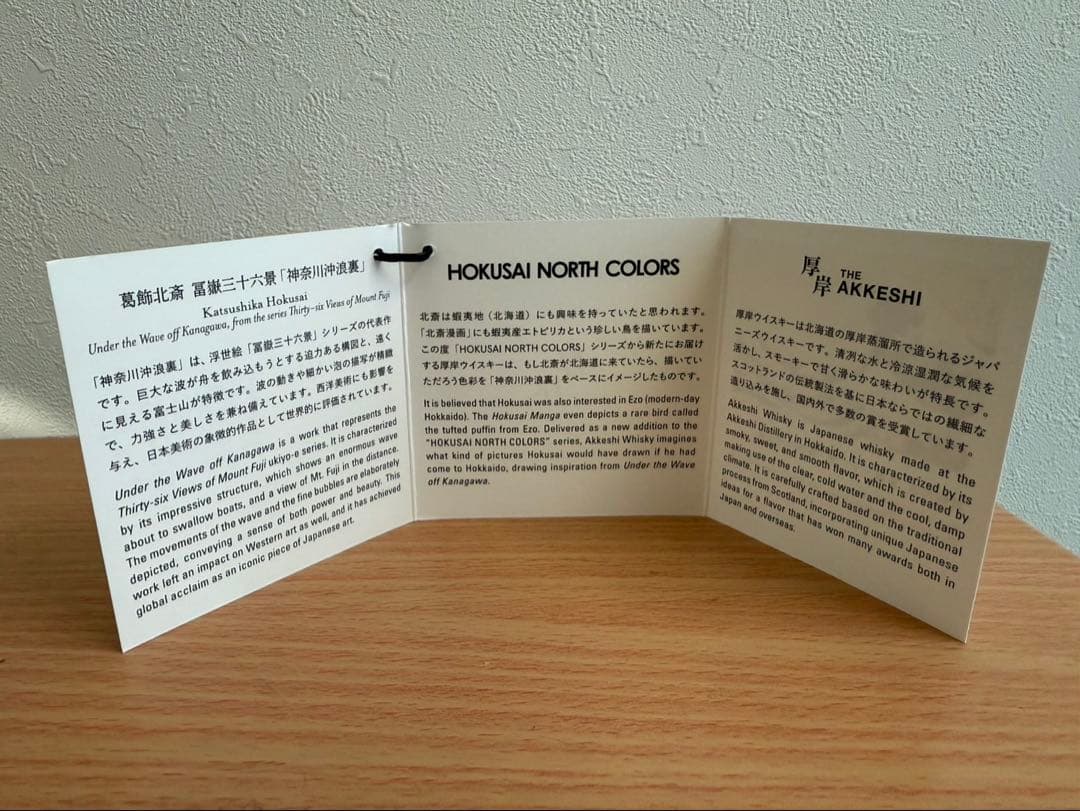 葛飾北斎 冨嶽三十六景「神奈川沖浪裏」
Katsushika Hokusai
Under the Wave off Kanagawa, from the series Thirty-six Views of Mount Fuji
「神奈川沖浪裏」は、浮世絵「冨嶽三十六景」シリーズの代表作
です。巨大な波が舟を飲み込もうとする迫力ある構図と、遠く
に見える富士山が特徴です。波の動きや細かい泡の描写が精緻
で、力強さと美しさを兼ね備えています。西洋美術にも影響を
与え、日本美術の象徴的作品として世界的に評価されています。
Under the Wave off Kanagawa is a work that represents the
Thirty-six Views of Mount Fuji ukiyo-e series. It is characterized
by its impressive structure, which shows an enormous wave
about to swallow boats, and a view of Mt. Fuji in the distance.
The movements of the wave and the fine bubbles are elaborately
depicted, conveying a sense of both power and beauty. This
work left an impact on Western art as well, and it has achieved
global acclaim as an iconic piece of Japanese art.
HOKUSAI NORTH COLORS
北斎は蝦夷地（北海道）にも興味を持っていたと思われます。
「北斎漫画」にも蝦夷産エトピリカという珍しい鳥を描いています。
この度「HOKUSAI NORTH COLORS」シリーズから新たにお届け
する厚岸ウイスキーは、もし北斎が北海道に来ていたら、描いてい
ただろう色彩を「神奈川沖浪裏」をベースにイメージしたものです。
It is believed that Hokusai was also interested in Ezo (modern-day
Hokkaido). The Hokusai Manga even depicts a rare bird called
the tufted puffin from Ezo. Delivered as a new addition to the
"HOKUSAI NORTH COLORS" series, Akkeshi Whisky imagines
what kind of pictures Hokusai would have drawn if he had
come to Hokkaido, drawing inspiration from Under the Wave
off Kanagawa.
厚岸 THE AKKESHI
厚岸ウイスキーは北海道の厚岸蒸溜所で造られるジャパ
ニーズウイスキーです。清冽な水と冷涼湿潤な気候を
活かし、スモーキーで甘く滑らかな味わいが特長です。
スコットランドの伝統製法を基に日本ならではの繊細な
造り込みを施し、国内外で多数の賞を受賞しています。
Akkeshi Whisky is Japanese whisky made at the
Akkeshi Distillery in Hokkaido. It is characterized by its
smoky, sweet, and smooth flavor, which is created by
making use of the clear, cold water and the cool, damp
climate. It is carefully crafted based on the traditional
process from Scotland, incorporating unique Japanese
ideas for a flavor that has won many awards both in
Japan and overseas.